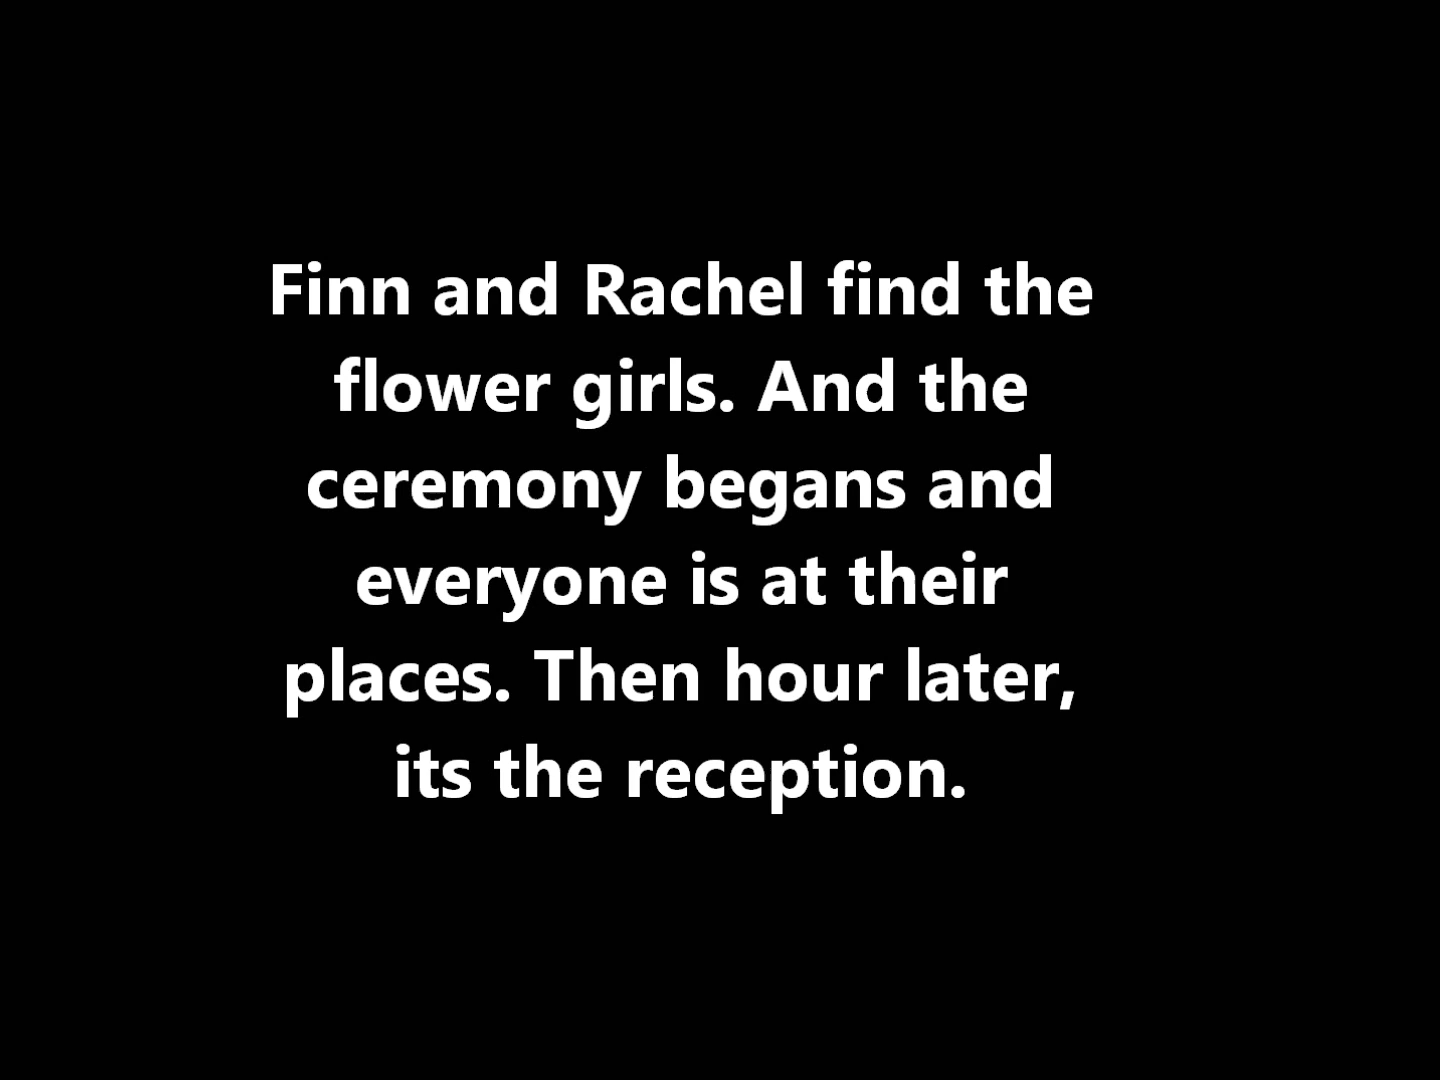 Finn and Rachel find the
flower girls. And the
ceremony begans and
everyone is at their
places. Then hour later,
its the reception.